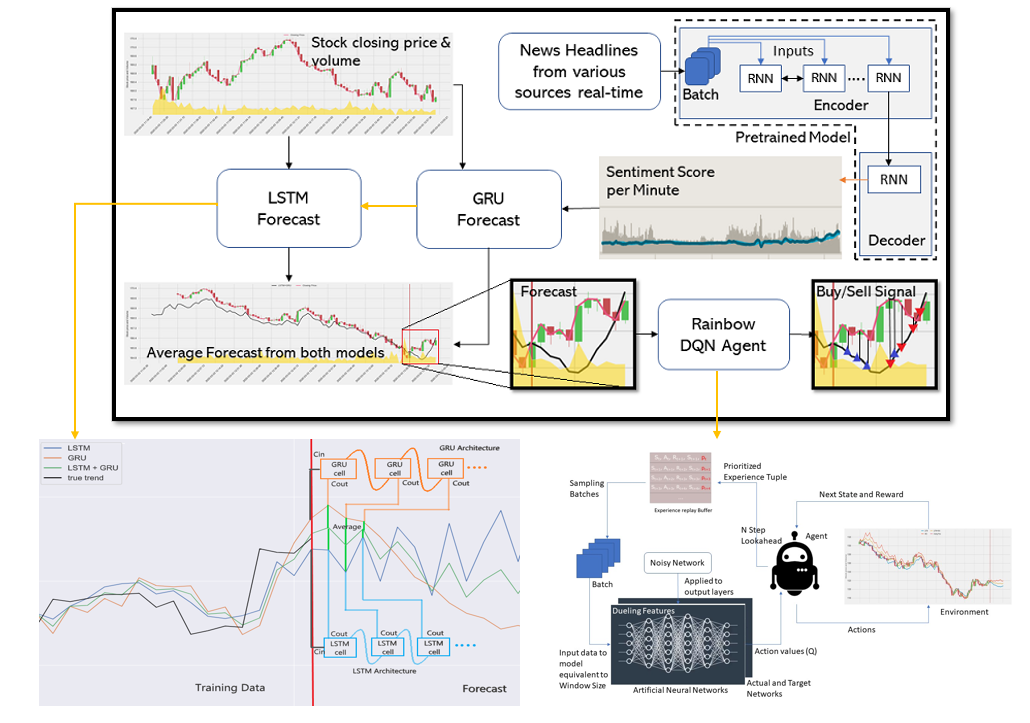 Stock closing price &
volume
News Headlines
from various
sources real-time
Inputs
Batch
RNN
RNN
....
RNN
Encoder
Pretrained Model
RNN
Decoder
LSTM
Forecast
GRU
Forecast
Sentiment Score
per Minute
Average Forecast from both models
Forecast
Rainbow
DQN Agent
Buy/Sell Signal
LSTM
GRU
LSTM + GRU
true trend
GRU Architecture
Cin
GRU
cell
GRU
cell
GRU
cell
Cout
Cout
Cout
Average
Cout
Cout
Cout
Cin
LSTM
cell
LSTM
cell
LSTM
cell
LSTM Architecture
Training Data
Forecast
Sampling
Batches
Experience replay Buffer
Prioritized
Experience Tuple
N Step
Lookahead
Agent
Next State and Reward
Environment
Actions
Batch
Noisy Network
Applied to
output layers
Dueling Features
Input data to
model
equivalent to
Window Size
Artificial Neural Networks
Action values (Q)
Actual and Target
Networks